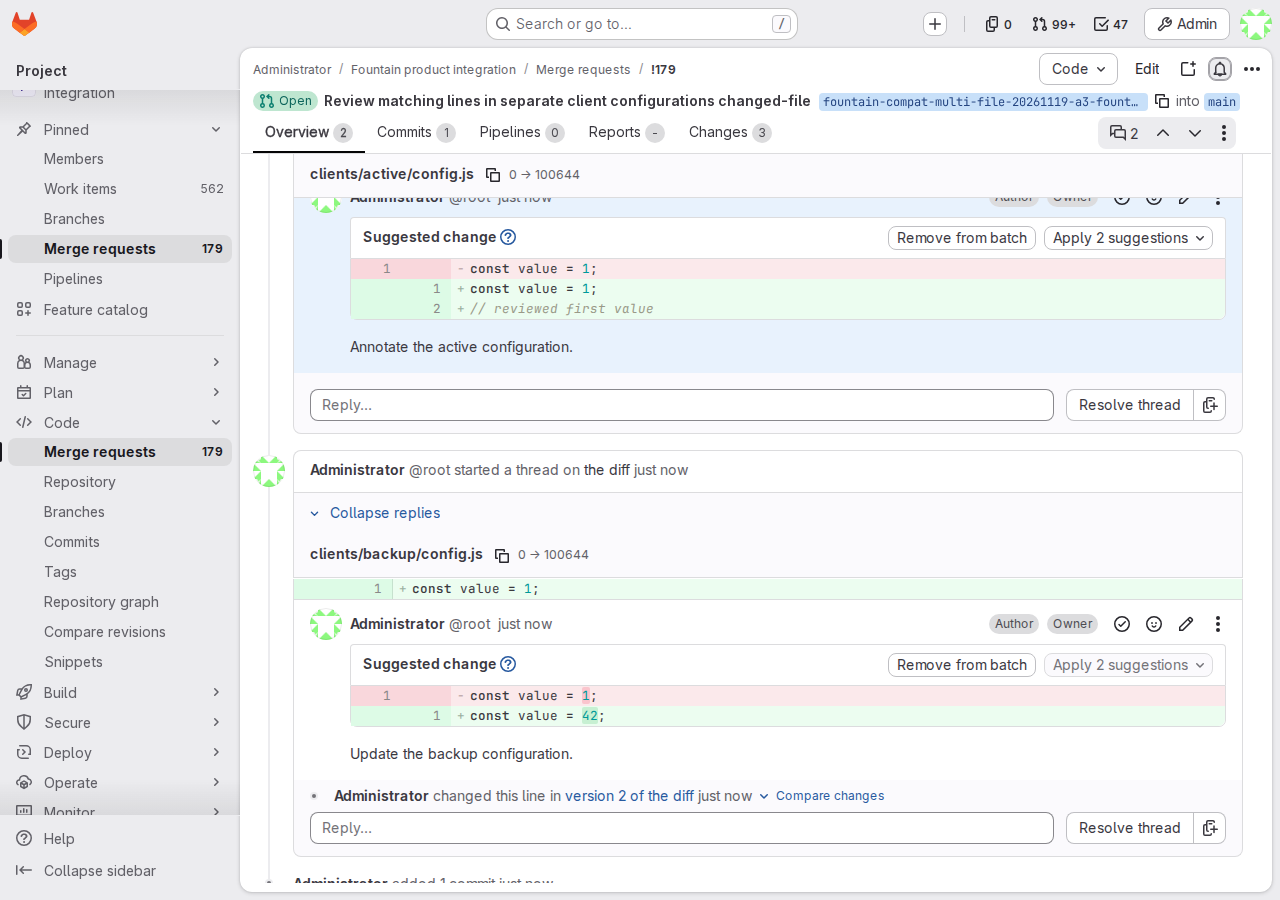 Search or go to...
/
0
99+
47
Admin
Project
integration
Pinned
Members
Work items
562
Branches
Merge requests
179
Pipelines
Feature catalog
Manage
Plan
Code
Merge requests
179
Repository
Branches
Commits
Tags
Repository graph
Compare revisions
Snippets
Build
Secure
Deploy
Operate
Monitor
Help
Collapse sidebar
Administrator / Fountain product integration / Merge requests / !179
Code
Edit
Open
Review matching lines in separate client configurations changed-file
fountain-compat-multi-file-20261119-a3-fount…
into
main
Overview 2
Commits 1
Pipelines 0
Reports -
Changes 3
2
clients/active/config.js
0 → 100644
Administrator @root just now
Author
Owner
Suggested change
Remove from batch
Apply 2 suggestions
1 - const value = 1;
1 + const value = 1;
2 + // reviewed first value
Annotate the active configuration.
Reply…
Resolve thread
Administrator @root started a thread on the diff just now
Collapse replies
clients/backup/config.js
0 → 100644
1 + const value = 1;
Administrator @root just now
Author
Owner
Suggested change
Remove from batch
Apply 2 suggestions
1 - const value = 1;
1 + const value = 42;
Update the backup configuration.
Administrator changed this line in version 2 of the diff just now
Compare changes
Reply…
Resolve thread
Administrator added 1 commit just now